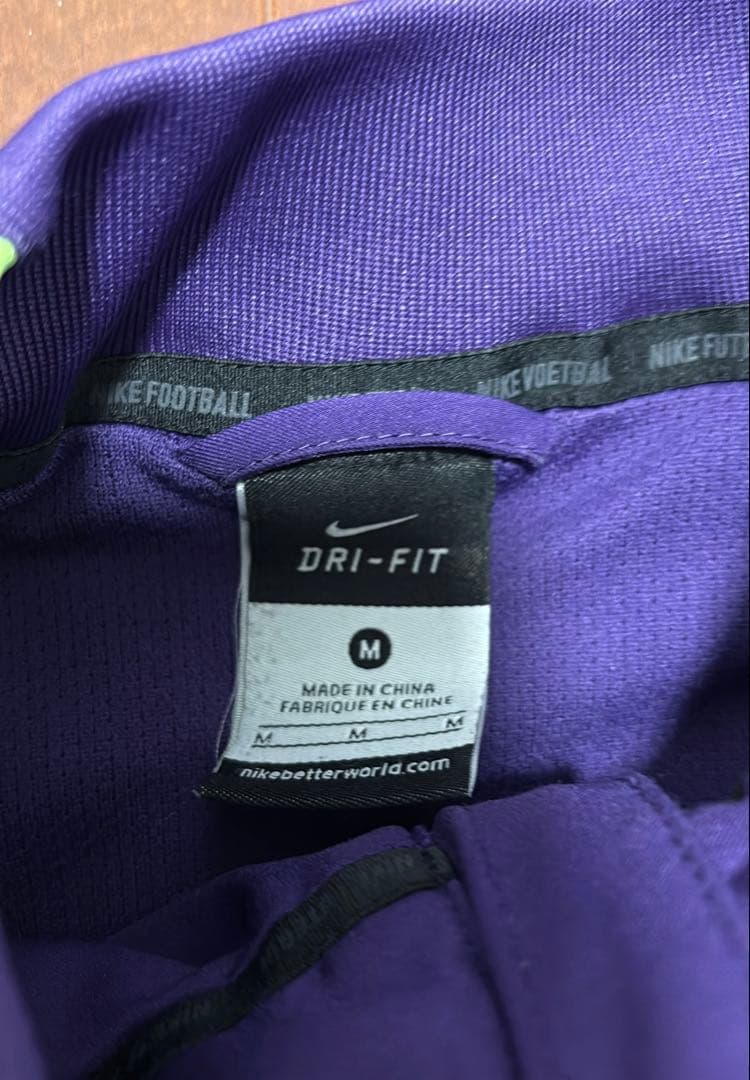 NIKE FOOTBALL
NIKE VOETBAL
NIKE FUT
DRI-FIT
M
MADE IN CHINA
FABRIQUE EN CHINE
M M M
nikebetterworld.com